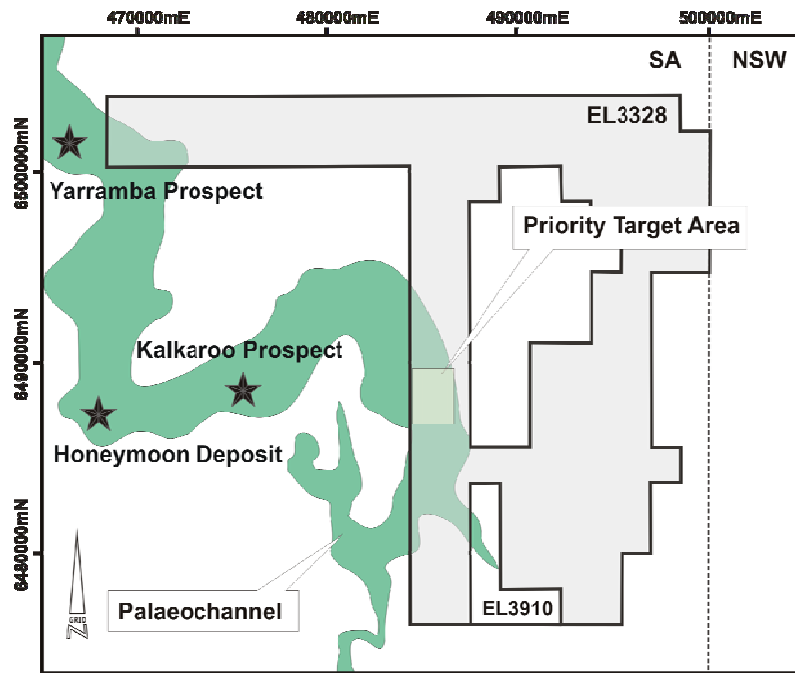 470000mE 480000mE 490000mE 500000mE
SA NSW
EL3328
6500000mN
Yarramba Prospect
Priority Target Area
Kalkaroo Prospect
6490000mN
Honeymoon Deposit
6480000mN
Palaeochannel
EL3910
GRID
N